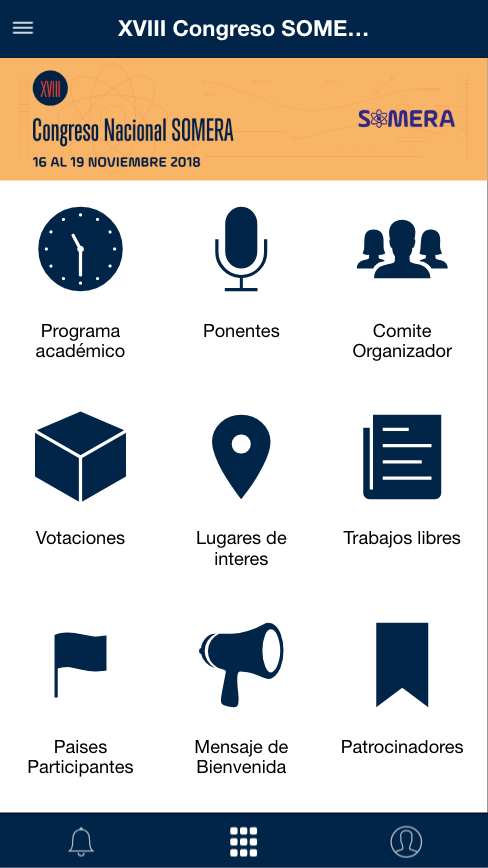 XVIII Congreso SOME...
XVIII
Congreso Nacional SOMERA
SOMERA
16 AL 19 NOVIEMBRE 2018
Programa
académico
Ponentes
Comite
Organizador
Votaciones
Lugares de
interes
Trabajos libres
Paises
Participantes
Mensaje de
Bienvenida
Patrocinadores